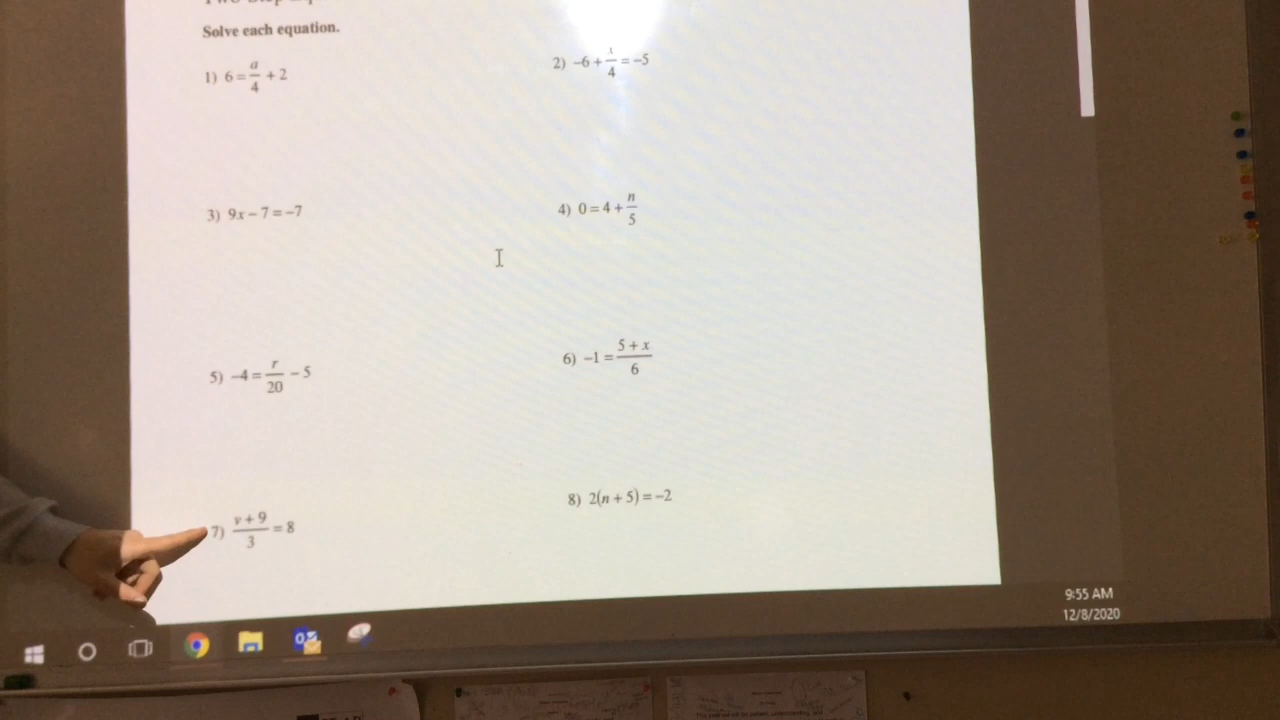 Solve each equation.
1) 6 = a/4 + 2
2) -6 + x/4 = -5
3) 9x - 7 = -7
4) 0 = 4 + n/5
5) -4 = r/20 - 5
6) -1 = (5 + x)/6
7) (v + 9)/3 = 8
8) 2(n + 5) = -2
9:55 AM
12/8/2020